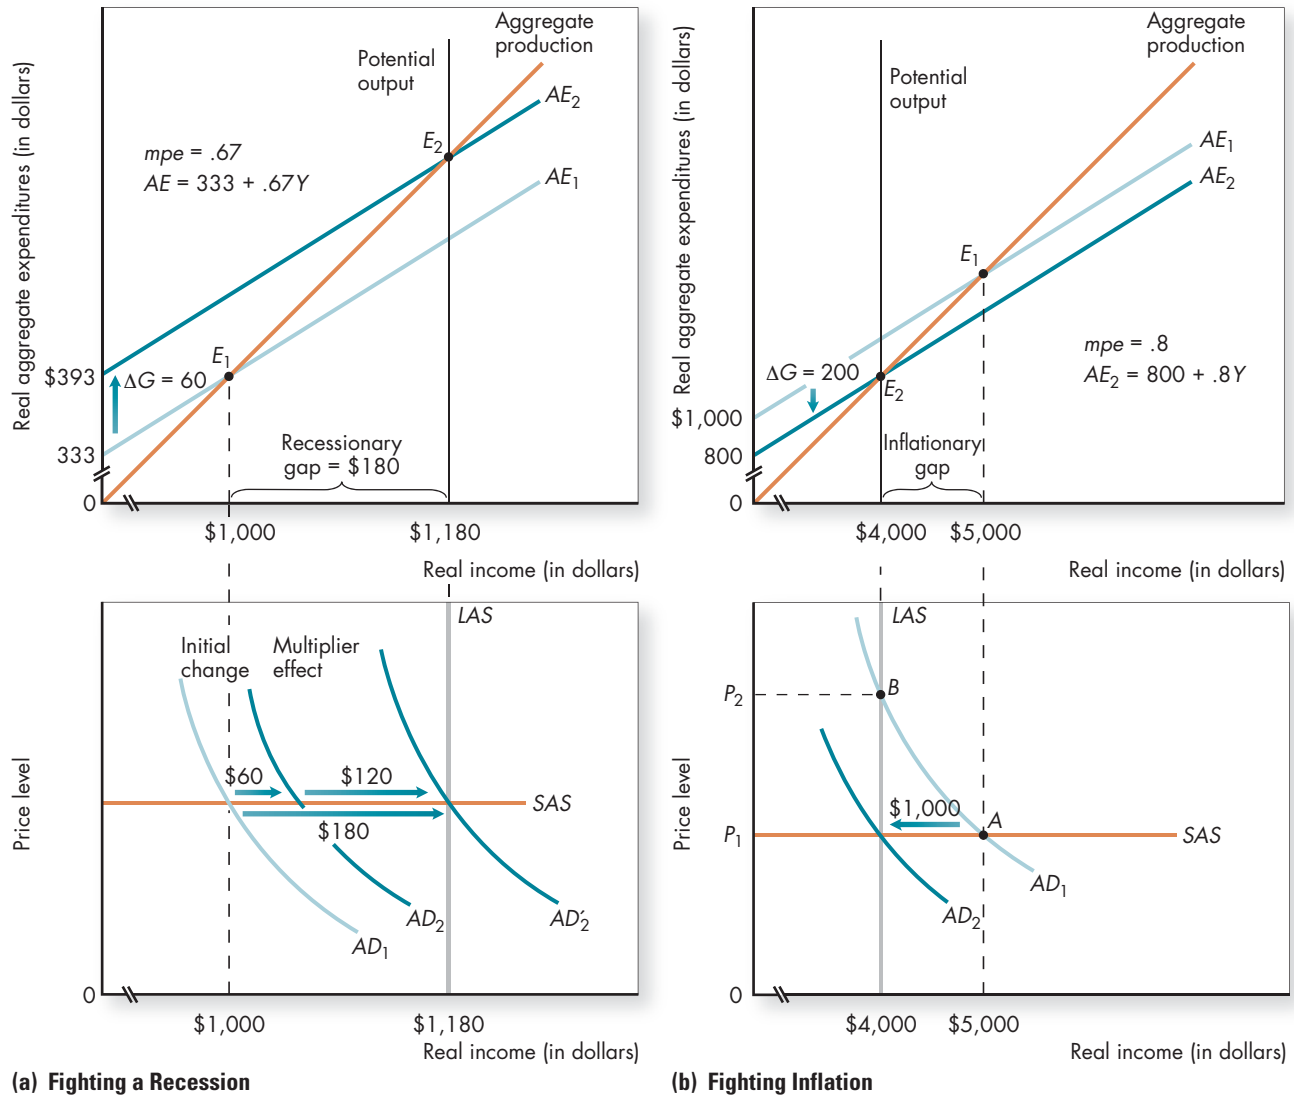 Real aggregate expenditures (in dollars)
Aggregate
production
Potential
output
AE2
E2
mpe = .67
AE = 333 + .67Y
AE1
E1
$393
ΔG = 60
333
Recessionary
gap = $180
0
$1,000
$1,180
Real income (in dollars)
Price level
LAS
Initial
change
Multiplier
effect
$60
$120
SAS
$180
AD2
AD′2
AD1
0
$1,000
$1,180
Real income (in dollars)
(a) Fighting a Recession
Real aggregate expenditures (in dollars)
Aggregate
production
Potential
output
AE1
AE2
E1
mpe = .8
AE2 = 800 + .8Y
ΔG = 200
E2
$1,000
800
Inflationary
gap
0
$4,000
$5,000
Real income (in dollars)
Price level
LAS
P2
B
$1,000
A
P1
SAS
AD1
AD2
0
$4,000
$5,000
Real income (in dollars)
(b) Fighting Inflation